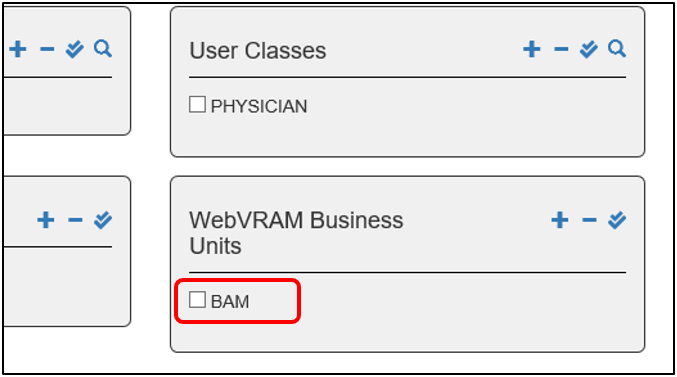 User Classes
PHYSICIAN
WebVRAM Business
Units
BAM